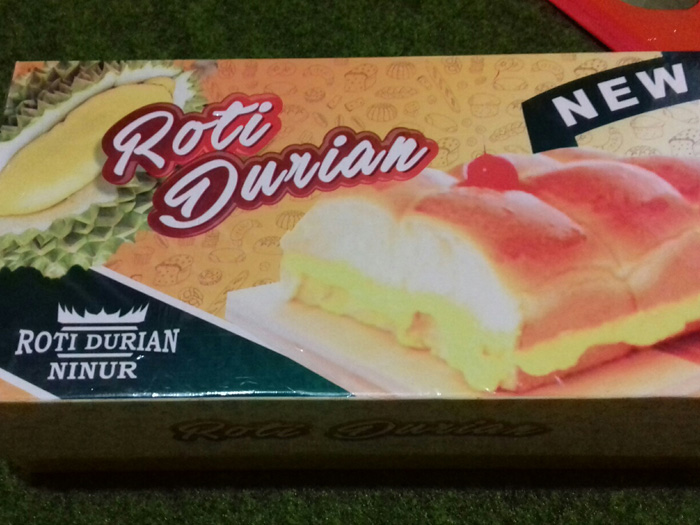 Roti
Durian
NEW
ROTI DURIAN
NINUR
Roti Durian